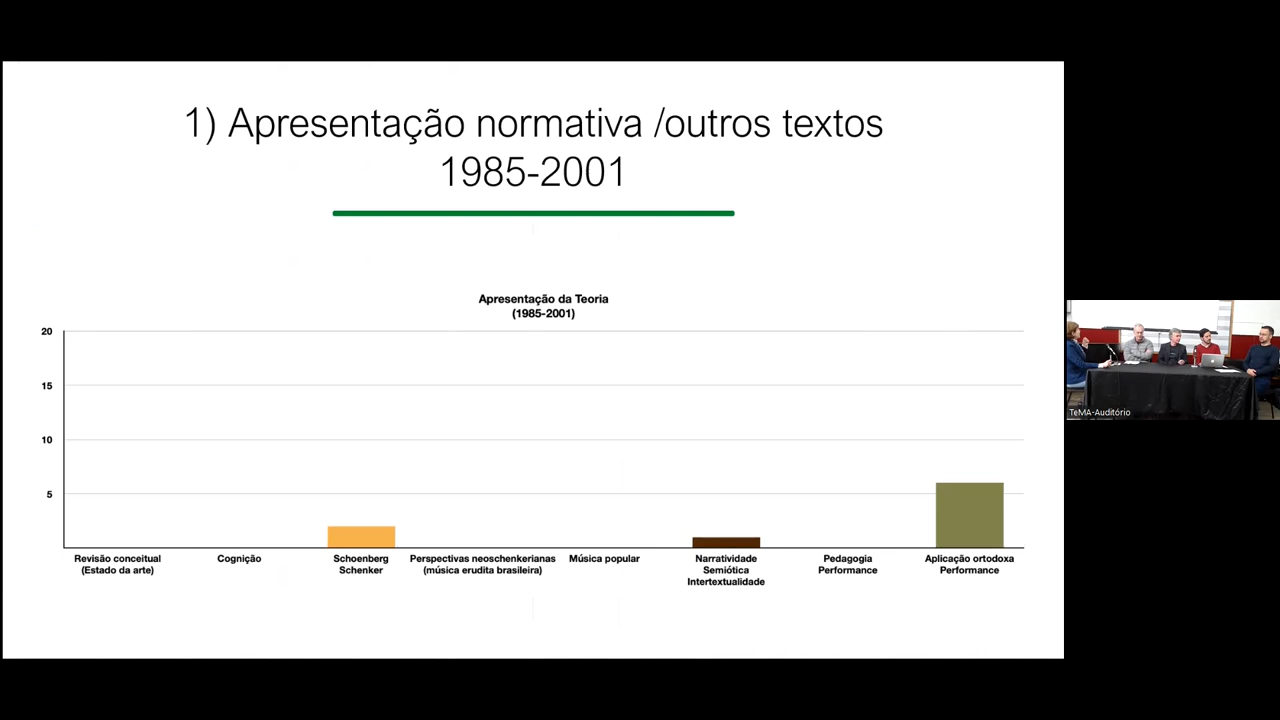 1) Apresentação normativa /outros textos
1985-2001
Apresentação da Teoria
(1985-2001)
20
15
10
5
Revisão conceitual
(Estado da arte)
Cognição
Schoenberg
Schenker
Perspectivas neoschenkerianas
(música erudita brasileira)
Música popular
Narratividade
Semiótica
Intertextualidade
Pedagogia
Performance
Aplicação ortodoxa
Performance
TeMA-Auditório